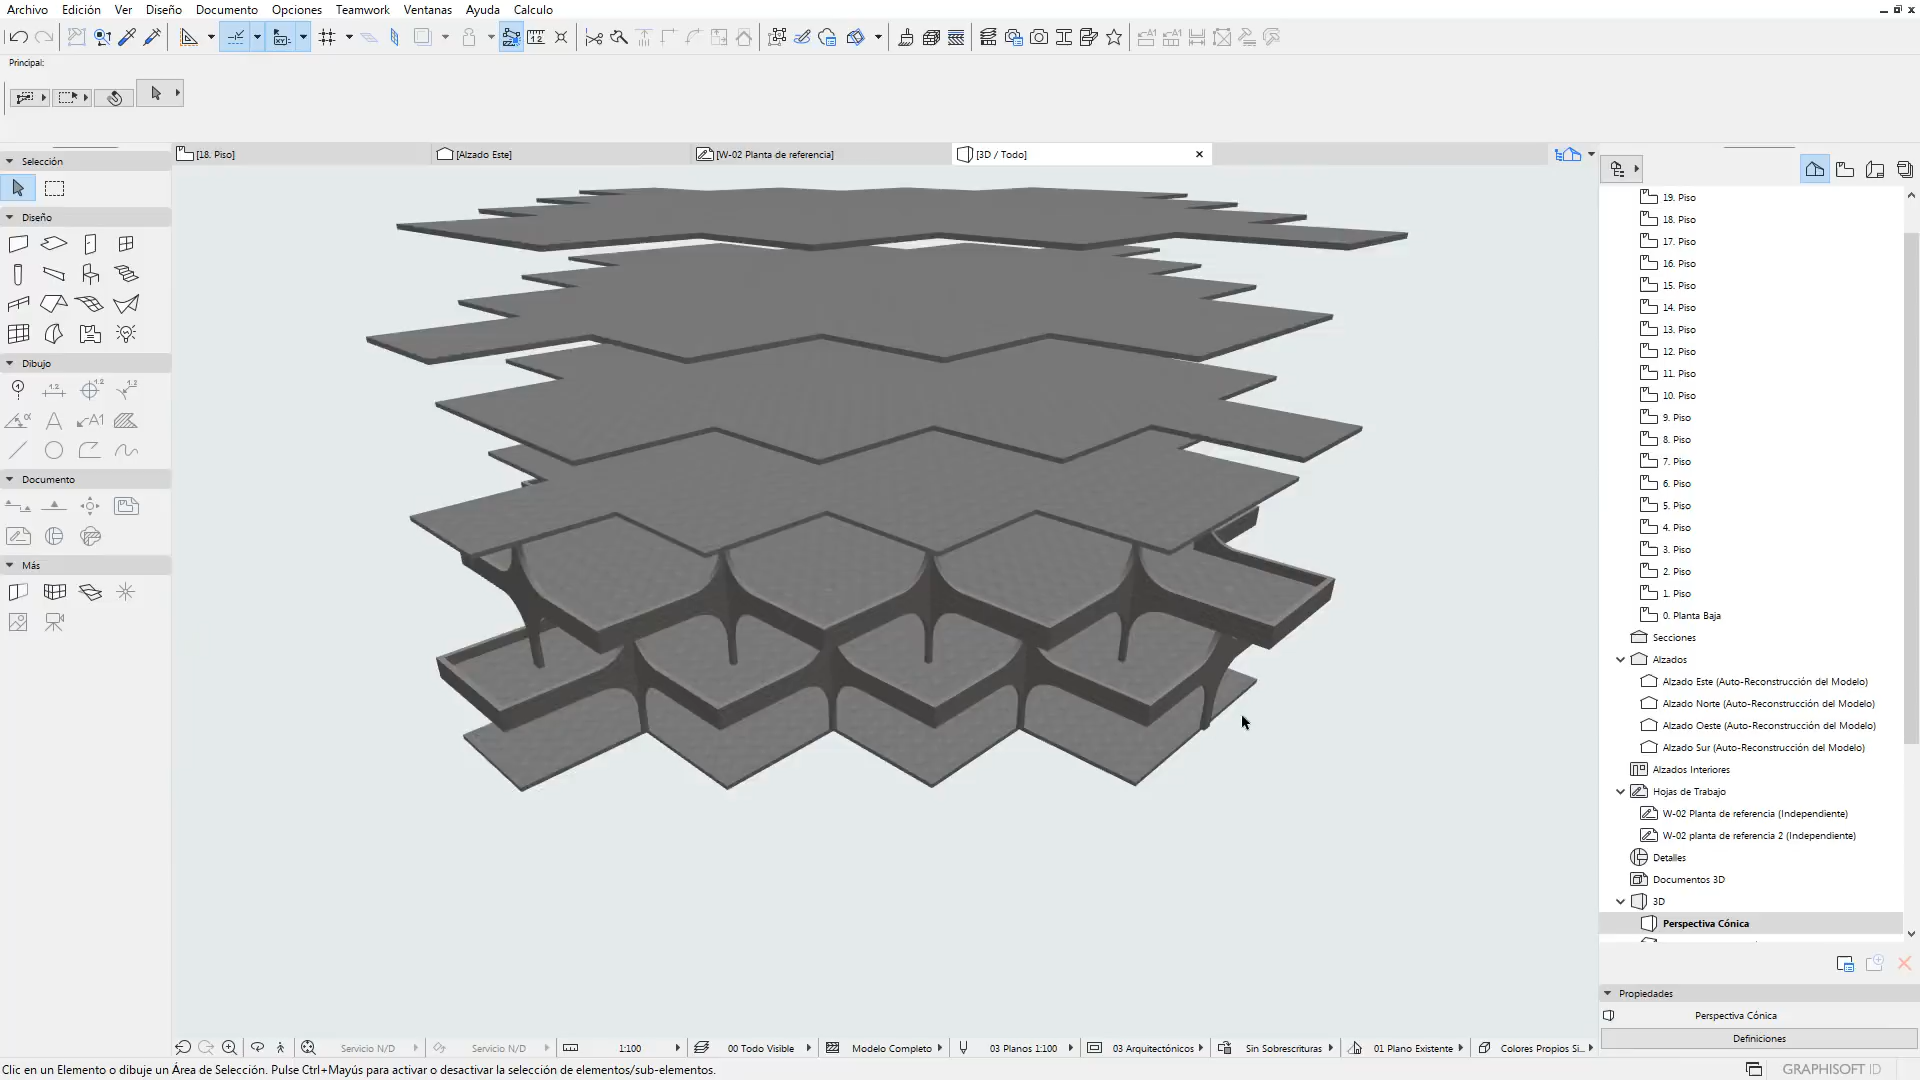 Archivo Edición Ver Diseño Documento Opciones Teamwork Ventanas Ayuda Calculo
Principal:
[18. Piso] [Alzado Este] [W-02 Planta de referencia] [3D / Todo]
Selección
Diseño
Dibujo
Documento
Más
19. Piso
18. Piso
17. Piso
16. Piso
15. Piso
14. Piso
13. Piso
12. Piso
11. Piso
10. Piso
9. Piso
8. Piso
7. Piso
6. Piso
5. Piso
4. Piso
3. Piso
2. Piso
1. Piso
0. Planta Baja
Secciones
Alzados
Alzado Este (Auto-Reconstrucción del Modelo)
Alzado Norte (Auto-Reconstrucción del Modelo)
Alzado Oeste (Auto-Reconstrucción del Modelo)
Alzado Sur (Auto-Reconstrucción del Modelo)
Alzados Interiores
Hojas de Trabajo
W-02 Planta de referencia (Independiente)
W-02 planta de referencia 2 (Independiente)
Detalles
Documentos 3D
3D
Perspectiva Cónica
Propiedades
Perspectiva Cónica
Definiciones
Servicio N/D Servicio N/D 1:100 00 Todo Visible Modelo Completo 03 Planos 1:100 03 Arquitectónicos Sin Sobrescrituras 01 Plano Existente Colores Propios Si...
Clic en un Elemento o dibuje un Área de Selección. Pulse Ctrl+Mayús para activar o desactivar la selección de elementos/sub-elementos.
GRAPHISOFT ID